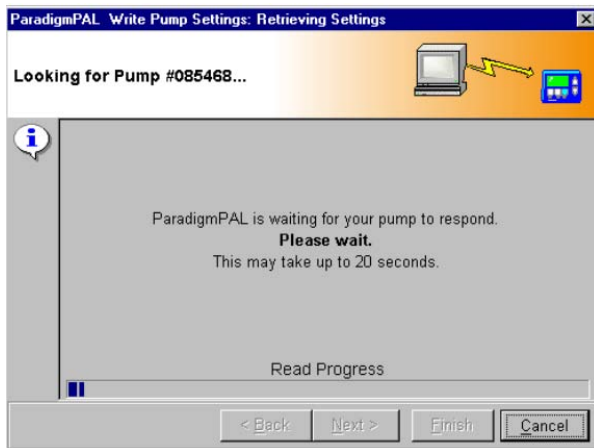 ParadigmPAL Write Pump Settings: Retrieving Settings
Looking for Pump #085468...
ParadigmPAL is waiting for your pump to respond.
Please wait.
This may take up to 20 seconds.
Read Progress
< Back Next > Finish Cancel